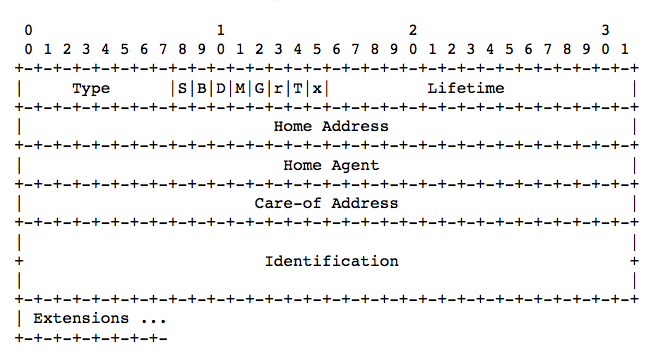 0                   1                   2                   3
 0 1 2 3 4 5 6 7 8 9 0 1 2 3 4 5 6 7 8 9 0 1 2 3 4 5 6 7 8 9 0 1
+-+-+-+-+-+-+-+-+-+-+-+-+-+-+-+-+-+-+-+-+-+-+-+-+-+-+-+-+-+-+-+-+
|     Type      |S|B|D|M|G|r|T|x|          Lifetime             |
+-+-+-+-+-+-+-+-+-+-+-+-+-+-+-+-+-+-+-+-+-+-+-+-+-+-+-+-+-+-+-+-+
|                          Home Address                         |
+-+-+-+-+-+-+-+-+-+-+-+-+-+-+-+-+-+-+-+-+-+-+-+-+-+-+-+-+-+-+-+-+
|                           Home Agent                          |
+-+-+-+-+-+-+-+-+-+-+-+-+-+-+-+-+-+-+-+-+-+-+-+-+-+-+-+-+-+-+-+-+
|                        Care-of Address                        |
+-+-+-+-+-+-+-+-+-+-+-+-+-+-+-+-+-+-+-+-+-+-+-+-+-+-+-+-+-+-+-+-+
|                                                               |
+                         Identification                        +
|                                                               |
+-+-+-+-+-+-+-+-+-+-+-+-+-+-+-+-+-+-+-+-+-+-+-+-+-+-+-+-+-+-+-+-+
| Extensions ...
+-+-+-+-+-+-+-+-